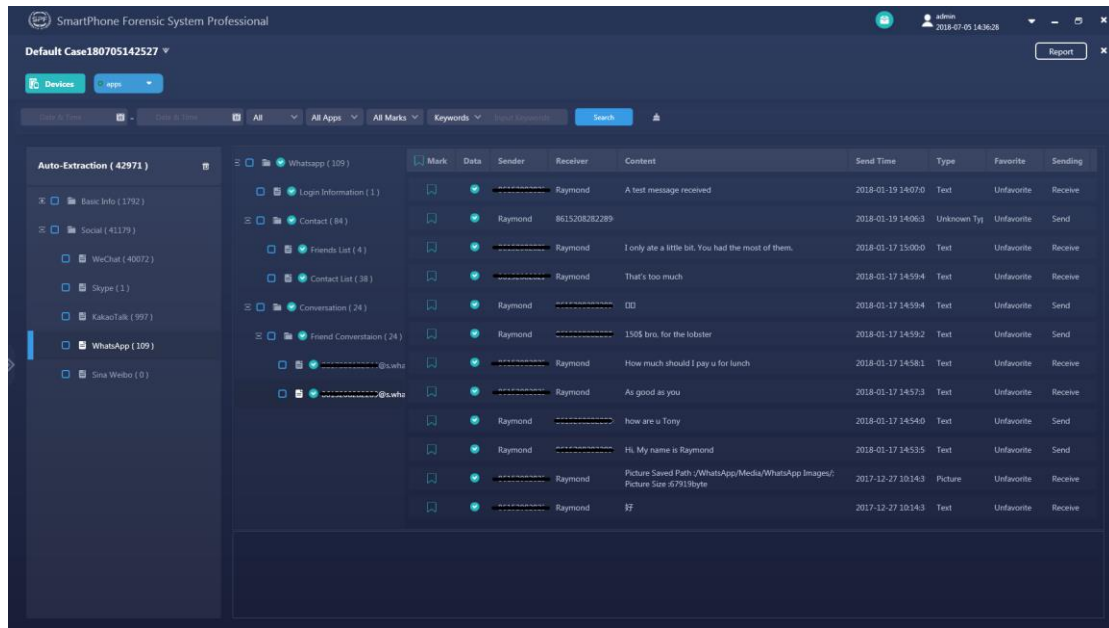 SPF SmartPhone Forensic System Professional
admin
2018-07-05 14:36:28
Default Case180705142527
Report
Devices
apps
Date & Time - Date & Time All All Apps All Marks Keywords Input Keywords Search
Auto-Extraction ( 42971 )
Basic Info ( 1792 )
Social ( 41179 )
WeChat ( 40072 )
Skype ( 1 )
KakaoTalk ( 997 )
WhatsApp ( 109 )
Sina Weibo ( 0 )
Whatsapp ( 109 )
Login Information ( 1 )
Contact ( 84 )
Friends List ( 4 )
Contact List ( 38 )
Conversation ( 24 )
Friend Converstaion ( 24 )
@s.wha
@s.wha
Mark Data Sender Receiver Content Send Time Type Favorite Sending
Raymond A test message received 2018-01-19 14:07:0 Text Unfavorite Receive
Raymond 8615208282289 2018-01-19 14:06:3 Unknown Typ Unfavorite Send
Raymond I only ate a little bit. You had the most of them. 2018-01-17 15:00:0 Text Unfavorite Receive
Raymond That's too much 2018-01-17 14:59:4 Text Unfavorite Receive
Raymond 2018-01-17 14:59:4 Text Unfavorite Send
Raymond 150$ bro. for the lobster 2018-01-17 14:59:2 Text Unfavorite Send
Raymond How much should I pay u for lunch 2018-01-17 14:58:1 Text Unfavorite Receive
Raymond As good as you 2018-01-17 14:57:3 Text Unfavorite Receive
Raymond how are u Tony 2018-01-17 14:54:0 Text Unfavorite Send
Raymond Hi, My name is Raymond 2018-01-17 14:53:5 Text Unfavorite Send
Raymond Picture Saved Path :/WhatsApp/Media/WhatsApp Images/:
Picture Size :67919byte 2017-12-27 10:14:3 Picture Unfavorite Receive
Raymond 好 2017-12-27 10:14:3 Text Unfavorite Receive